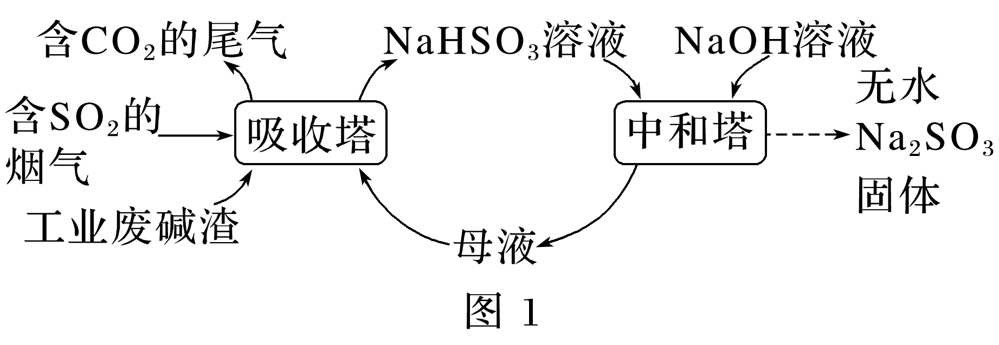 含CO₂的尾气
NaHSO₃溶液
NaOH溶液
含SO₂的
烟气
吸收塔
中和塔
无水
Na₂SO₃
固体
工业废碱渣
母液
图 1